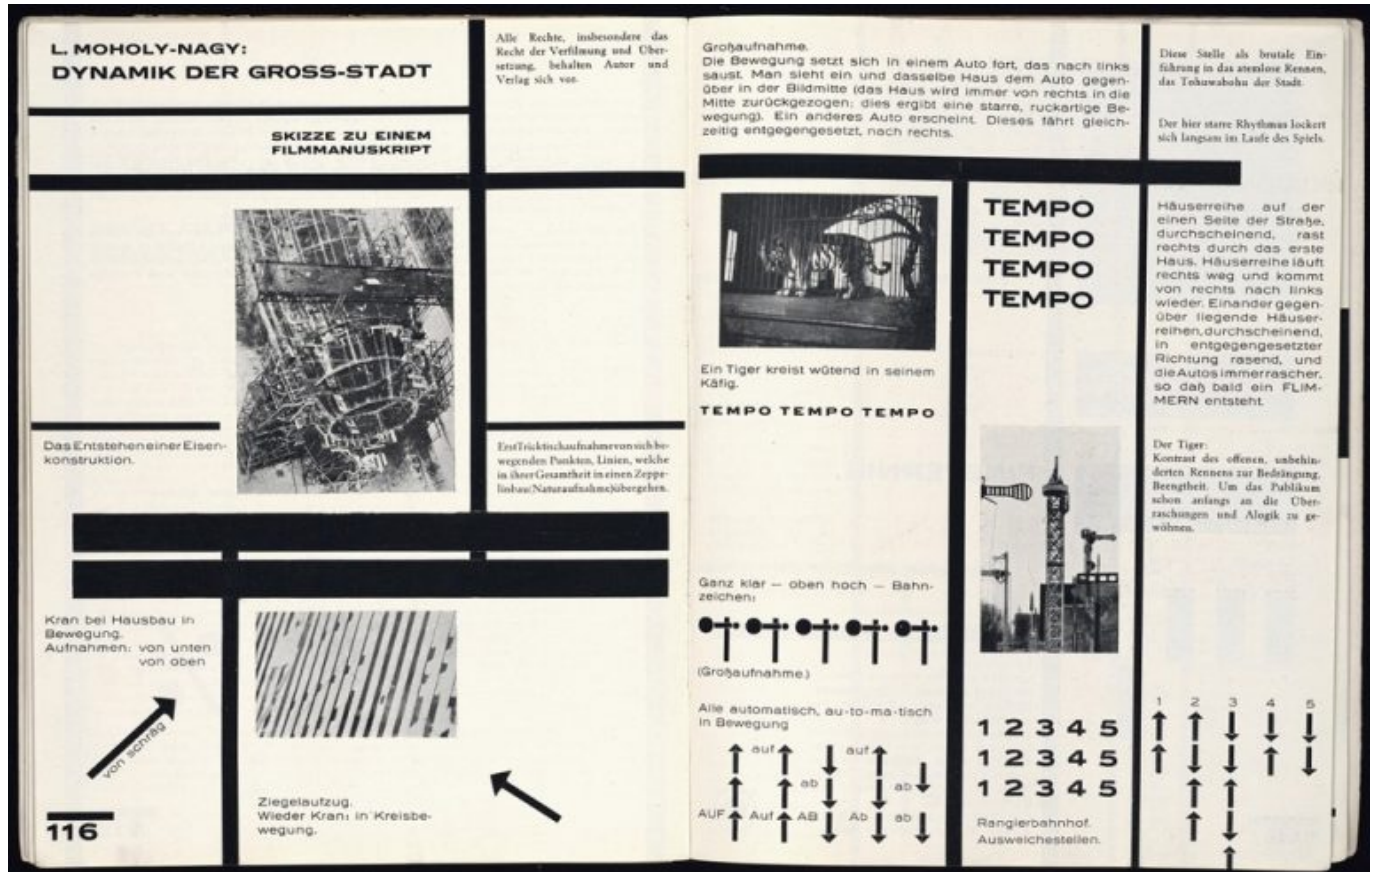 L. MOHOLY-NAGY:
DYNAMIK DER GROSS-STADT
SKIZZE ZU EINEM
FILMMANUSKRIPT
Alle Rechte, insbesondere das
Recht der Verfilmung und Über-
setzung, behalten Autor und
Verlag sich vor.
Das Entstehen einer Eisen-
konstruktion.
Erst Tricktischaufnahme von sich be-
wegenden Punkten, Linien, welche
in ihrer Gesamtheit in einen Zeppe-
linbau (Naturaufnahme) übergehen.
Kran bei Hausbau in
Bewegung.
Aufnahmen: von unten
von oben
von schräg
Ziegelaufzug.
Wieder Kran: in Kreisbe-
wegung.
116
Großaufnahme.
Die Bewegung setzt sich in einem Auto fort, das nach links
saust. Man sieht ein und dasselbe Haus dem Auto gegen-
über in der Bildmitte (das Haus wird immer von rechts in die
Mitte zurückgezogen; dies ergibt eine starre, ruckartige Be-
wegung). Ein anderes Auto erscheint. Dieses fährt gleich-
zeitig entgegengesetzt, nach rechts.
Diese Stelle als brutale Ein-
führung in das atemlose Rennen,
das Tohuwabohu der Stadt.
Der hier starre Rhythmus lockert
sich langsam im Laufe des Spiels.
Ein Tiger kreist wütend in seinem
Käfig.
TEMPO TEMPO TEMPO
Ganz klar — oben hoch — Bahn-
zeichen:
(Großaufnahme.)
Alle automatisch, au-to-ma-tisch
in Bewegung
auf auf
ab ab
AUF Auf AB Ab ab
TEMPO
TEMPO
TEMPO
TEMPO
1 2 3 4 5
1 2 3 4 5
1 2 3 4 5
Rangierbahnhof.
Ausweichestellen.
Häuserreihe auf der
einen Seite der Straße,
durchscheinend, rast
rechts durch das erste
Haus. Häuserreihe läuft
rechts weg und kommt
von rechts nach links
wieder. Einander gegen-
über liegende Häuser-
reihen, durchscheinend,
in entgegengesetzter
Richtung rasend, und
die Autos immer rascher,
so daß bald ein FLIM-
MERN entsteht.
Der Tiger:
Kontrast des offenen, unbehin-
derten Rennens zur Bedrängung,
Beengtheit. Um das Publikum
schon anfangs an die Über-
raschungen und Alogik zu ge-
wöhnen.
1 2 3 4 5